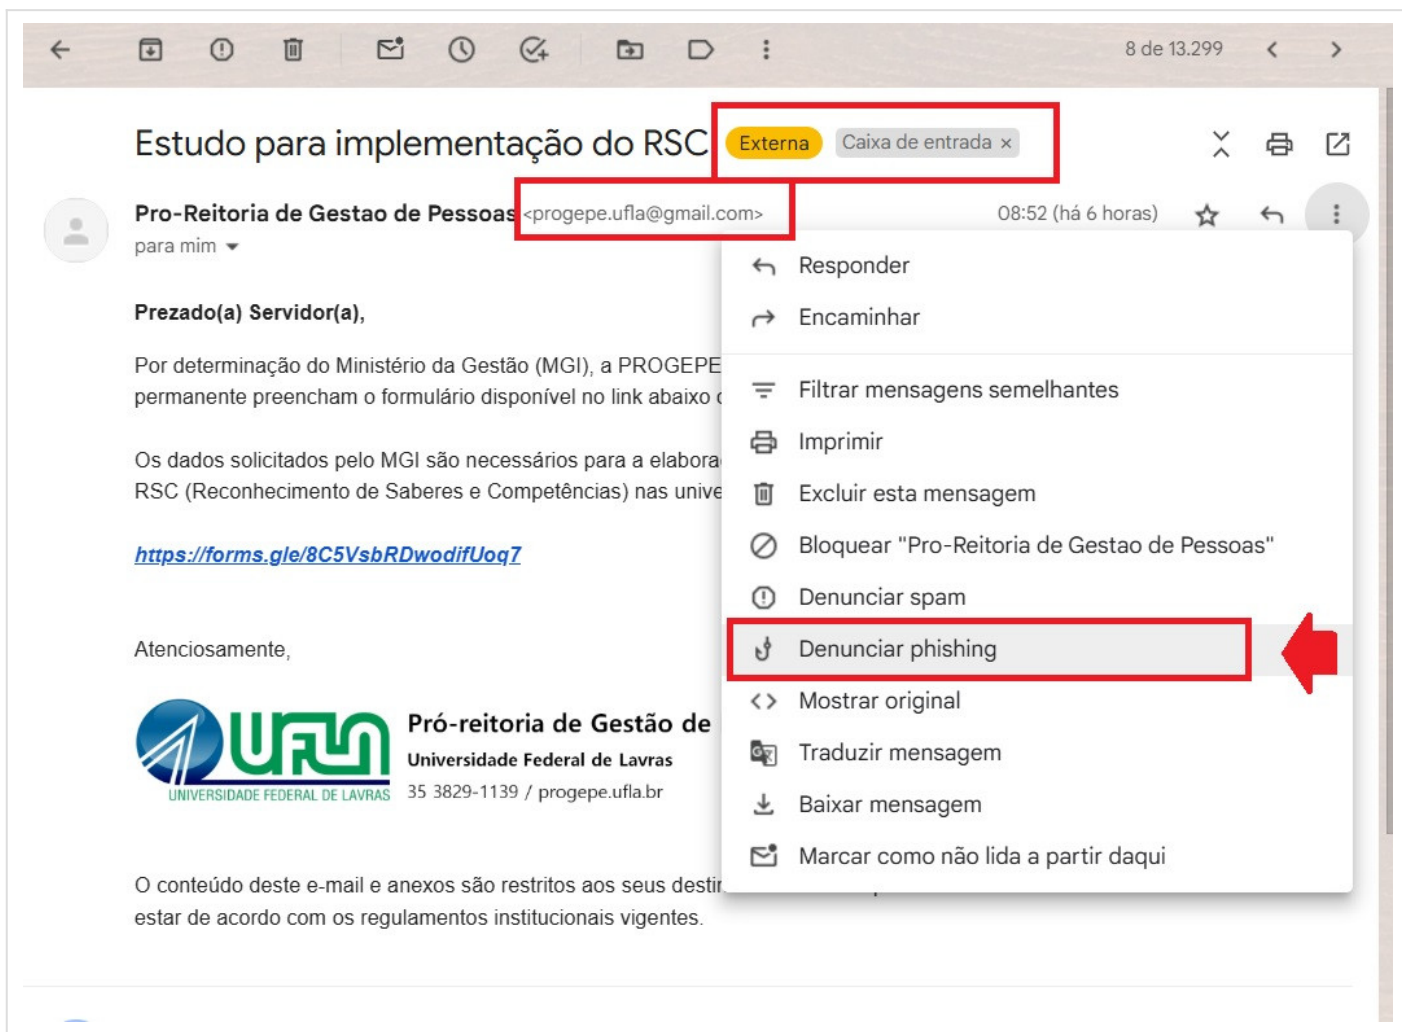 8 de 13.299
Estudo para implementação do RSC Externa Caixa de entrada ×
Pro-Reitoria de Gestao de Pessoas <progepe.ufla@gmail.com> 08:52 (há 6 horas)
para mim
Responder
Encaminhar
Filtrar mensagens semelhantes
Imprimir
Excluir esta mensagem
Bloquear "Pro-Reitoria de Gestao de Pessoas"
Denunciar spam
Denunciar phishing
Mostrar original
Traduzir mensagem
Baixar mensagem
Marcar como não lida a partir daqui
Prezado(a) Servidor(a),
Por determinação do Ministério da Gestão (MGI), a PROGEPE
permanente preencham o formulário disponível no link abaixo
Os dados solicitados pelo MGI são necessários para a
RSC (Reconhecimento de Saberes e Competências) nas
https://forms.gle/8C5VsbRDwodifUoq7
Atenciosamente,
UFLA
UNIVERSIDADE FEDERAL DE LAVRAS
Pró-reitoria de Gestão de
Universidade Federal de Lavras
35 3829-1139 / progepe.ufla.br
O conteúdo deste e-mail e anexos são restritos aos seus
estar de acordo com os regulamentos institucionais vigentes.